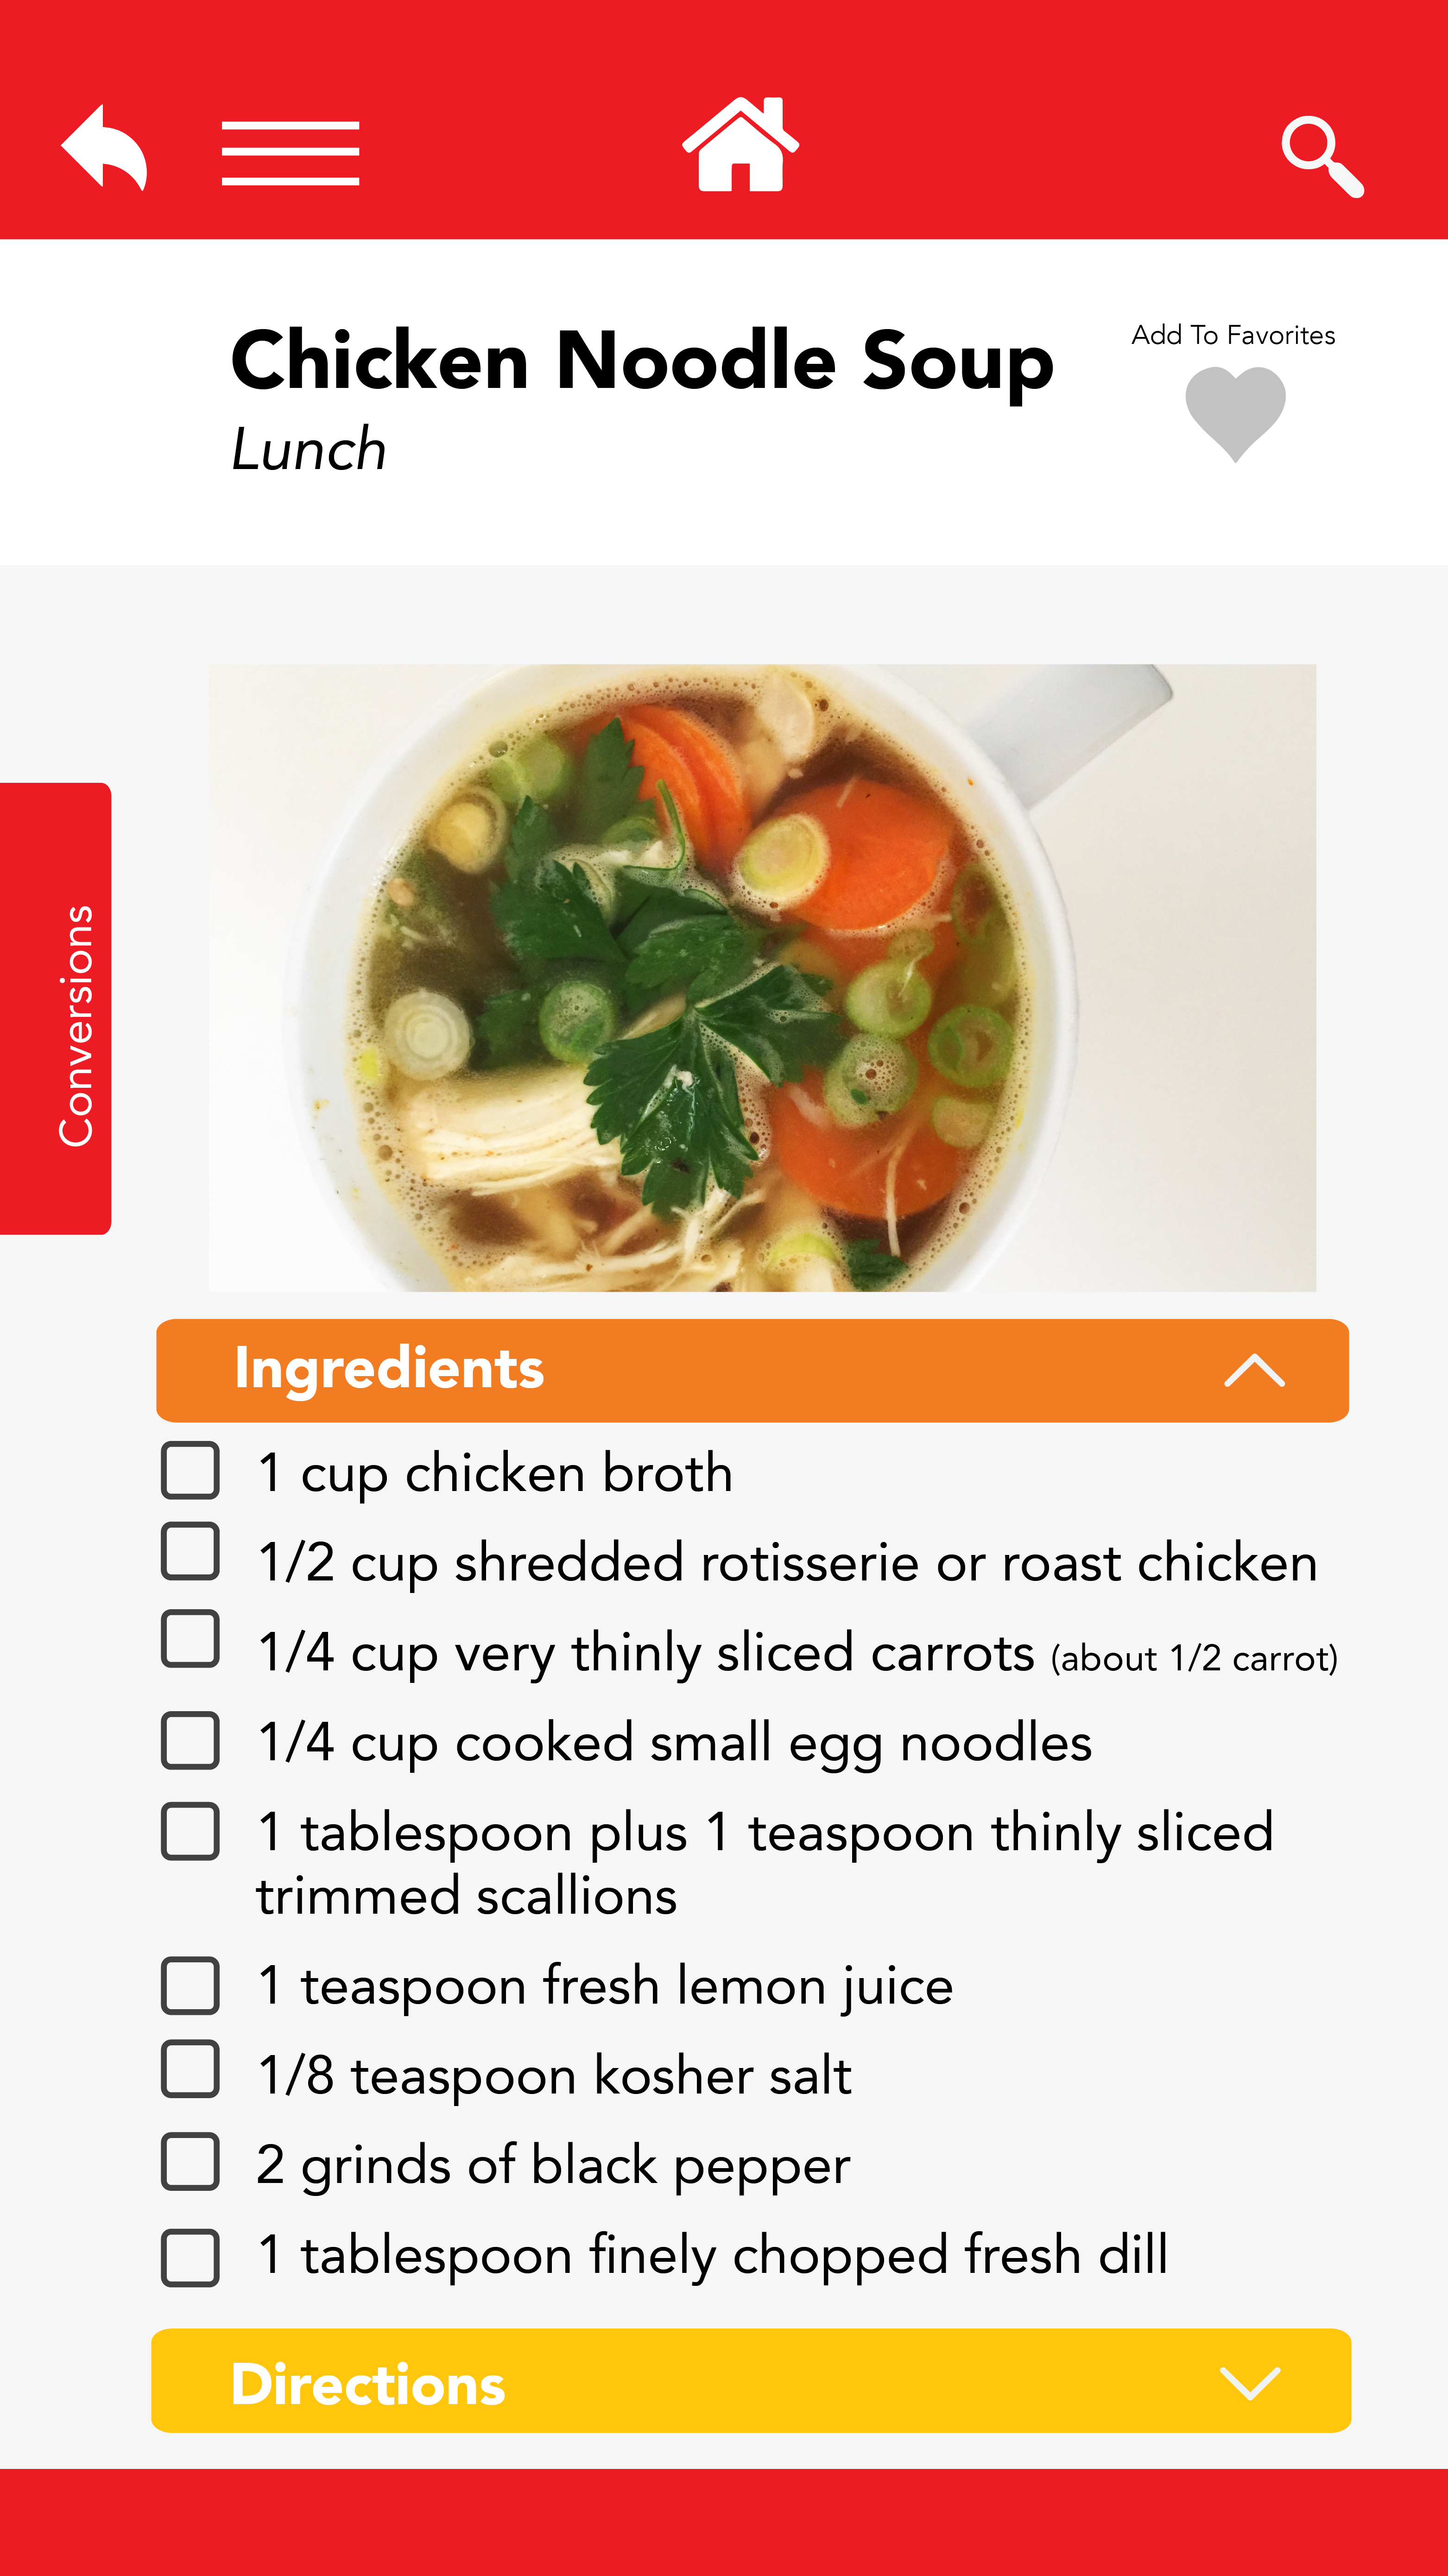 Chicken Noodle Soup
Add To Favorites
Lunch
Conversions
Ingredients
1 cup chicken broth
1/2 cup shredded rotisserie or roast chicken
1/4 cup very thinly sliced carrots (about 1/2 carrot)
1/4 cup cooked small egg noodles
1 tablespoon plus 1 teaspoon thinly sliced
trimmed scallions
1 teaspoon fresh lemon juice
1/8 teaspoon kosher salt
2 grinds of black pepper
1 tablespoon finely chopped fresh dill
Directions